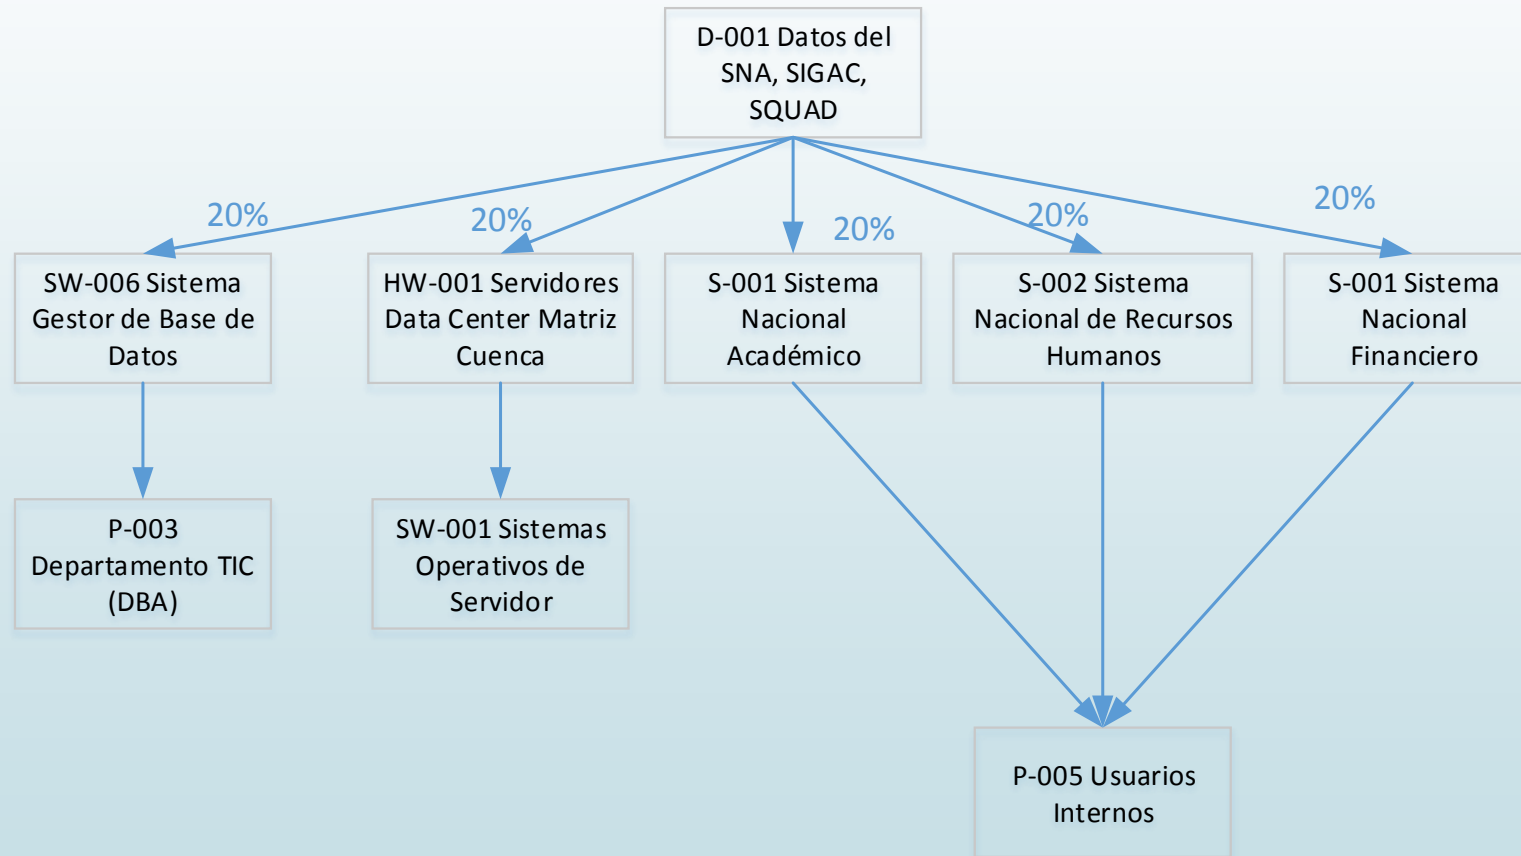 D-001 Datos del
SNA, SIGAC,
SQUAD
20%
20%
20%
20%
20%
SW-006 Sistema
Gestor de Base de
Datos
HW-001 Servidores
Data Center Matriz
Cuenca
S-001 Sistema
Nacional
Académico
S-002 Sistema
Nacional de Recursos
Humanos
S-001 Sistema
Nacional
Financiero
P-003
Departamento TIC
(DBA)
SW-001 Sistemas
Operativos de
Servidor
P-005 Usuarios
Internos